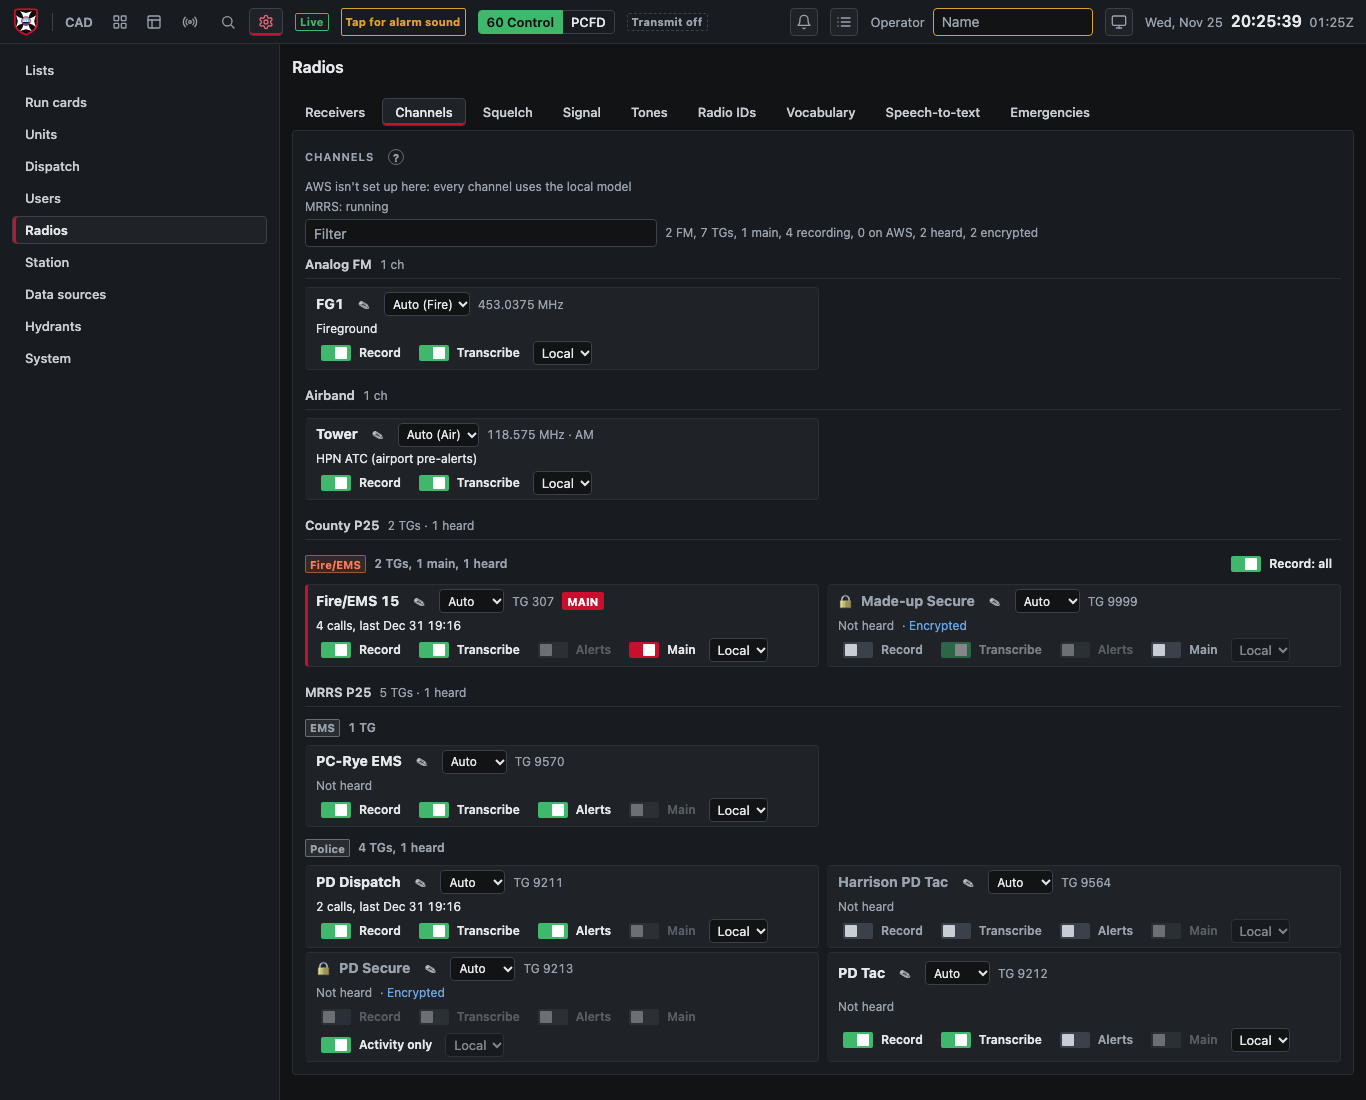 CAD
Live
Tap for alarm sound
60 Control PCFD
Transmit off
Operator
Name
Wed, Nov 25 20:25:39 01:25Z
Lists
Run cards
Units
Dispatch
Users
Radios
Station
Data sources
Hydrants
System
Radios
Receivers Channels Squelch Signal Tones Radio IDs Vocabulary Speech-to-text Emergencies
CHANNELS ?
AWS isn't set up here: every channel uses the local model
MRRS: running
Filter
2 FM, 7 TGs, 1 main, 4 recording, 0 on AWS, 2 heard, 2 encrypted
Analog FM 1 ch
FG1 Auto (Fire) 453.0375 MHz
Fireground
Record Transcribe Local
Airband 1 ch
Tower Auto (Air) 118.575 MHz · AM
HPN ATC (airport pre-alerts)
Record Transcribe Local
County P25 2 TGs · 1 heard
Fire/EMS 2 TGs, 1 main, 1 heard
Record: all
Fire/EMS 15 Auto TG 307 MAIN
4 calls, last Dec 31 19:16
Record Transcribe Alerts Main Local
Made-up Secure Auto TG 9999
Not heard · Encrypted
Record Transcribe Alerts Main Local
MRRS P25 5 TGs · 1 heard
EMS 1 TG
PC-Rye EMS Auto TG 9570
Not heard
Record Transcribe Alerts Main Local
Police 4 TGs, 1 heard
PD Dispatch Auto TG 9211
2 calls, last Dec 31 19:16
Record Transcribe Alerts Main Local
Harrison PD Tac Auto TG 9564
Not heard
Record Transcribe Alerts Main Local
PD Secure Auto TG 9213
Not heard · Encrypted
Record Transcribe Alerts Main
Activity only Local
PD Tac Auto TG 9212
Not heard
Record Transcribe Alerts Main Local